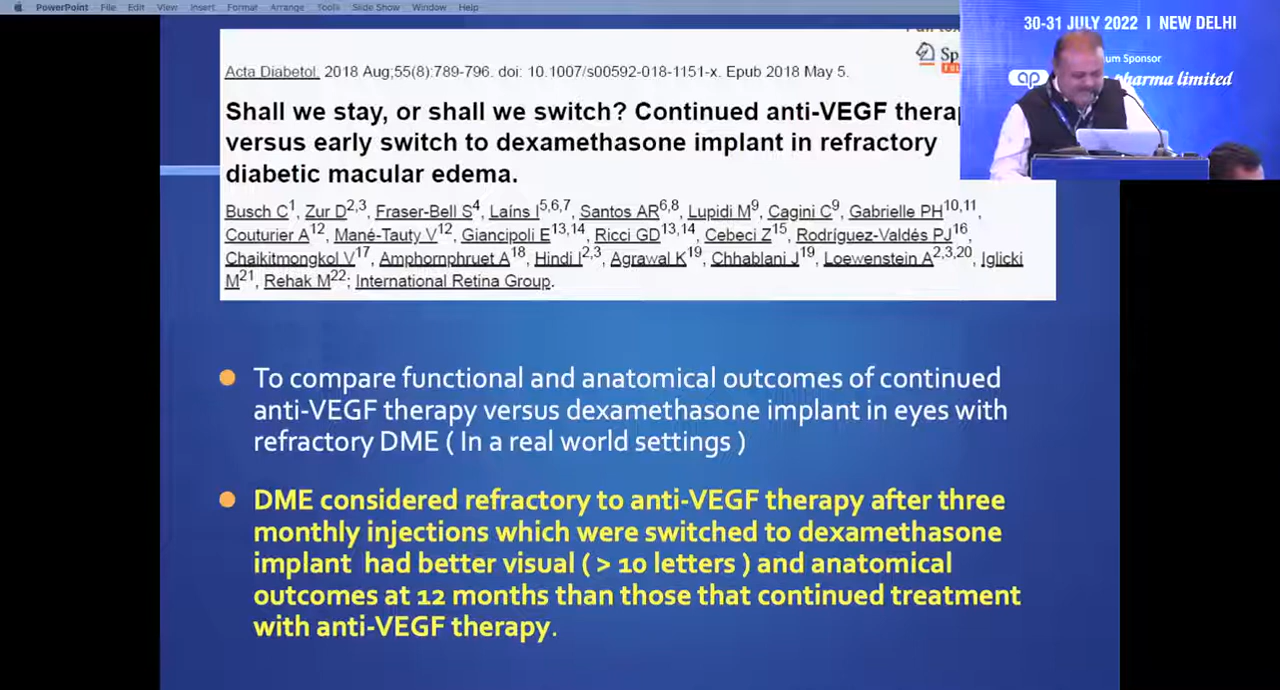 PowerPoint File Edit View Insert Format Arrange Tools Slide Show Window Help
30-31 JULY 2022 I NEW DELHI
Sponsor
pharma limited
Acta Diabetol. 2018 Aug;55(8):789-796. doi: 10.1007/s00592-018-1151-x. Epub 2018 May 5.
Shall we stay, or shall we switch? Continued anti-VEGF
versus early switch to dexamethasone implant in refractory
diabetic macular edema.
Busch C1, Zur D2,3, Fraser-Bell S4, Laíns I5,6,7, Santos AR6,8, Lupidi M9, Cagini C9, Gabrielle PH10,11,
Couturier A12, Mané-Tauty V12, Giancipoli E13,14, Ricci GD13,14, Cebeci Z15, Rodríguez-Valdés PJ16,
Chaikitmongkol V17, Amphornphruet A18, Hindi I2,3, Agrawal K19, Chhablani J19, Loewenstein A2,3,20, Iglicki
M21, Rehak M22; International Retina Group.
To compare functional and anatomical outcomes of continued
anti-VEGF therapy versus dexamethasone implant in eyes with
refractory DME ( In a real world settings )
DME considered refractory to anti-VEGF therapy after three
monthly injections which were switched to dexamethasone
implant had better visual ( > 10 letters ) and anatomical
outcomes at 12 months than those that continued treatment
with anti-VEGF therapy.